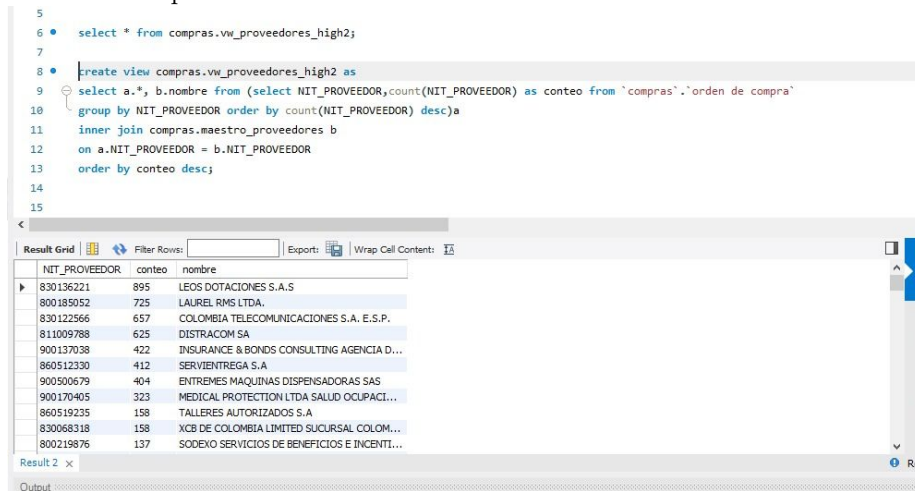 5
6 select * from compras.vw_proveedores_high2;
7
8 create view compras.vw_proveedores_high2 as
9 select a.*, b.nombre from (select NIT_PROVEEDOR,count(NIT_PROVEEDOR) as conteo from `compras`.`orden de compra`
10 group by NIT_PROVEEDOR order by count(NIT_PROVEEDOR) desc)a
11 inner join compras.maestro_proveedores b
12 on a.NIT_PROVEEDOR = b.NIT_PROVEEDOR
13 order by conteo desc;
14
15
Result Grid Filter Rows: Export: Wrap Cell Content:
NIT_PROVEEDOR conteo nombre
830136221 895 LEOS DOTACIONES S.A.S
800185052 725 LAUREL RMS LTDA.
830122566 657 COLOMBIA TELECOMUNICACIONES S.A. E.S.P.
811009788 625 DISTRACOM SA
900137038 422 INSURANCE & BONDS CONSULTING AGENCIA D...
860512330 412 SERVIENTREGA S.A
900500679 404 ENTREMES MAQUINAS DISPENSADORAS SAS
900170405 323 MEDICAL PROTECTION LTDA SALUD OCUPACI...
860519235 158 TALLERES AUTORIZADOS S.A
830068318 158 XCB DE COLOMBIA LIMITED SUCURSAL COLOM...
800219876 137 SODEXO SERVICIOS DE BENEFICIOS E INCENTI...
Result 2 R
Output